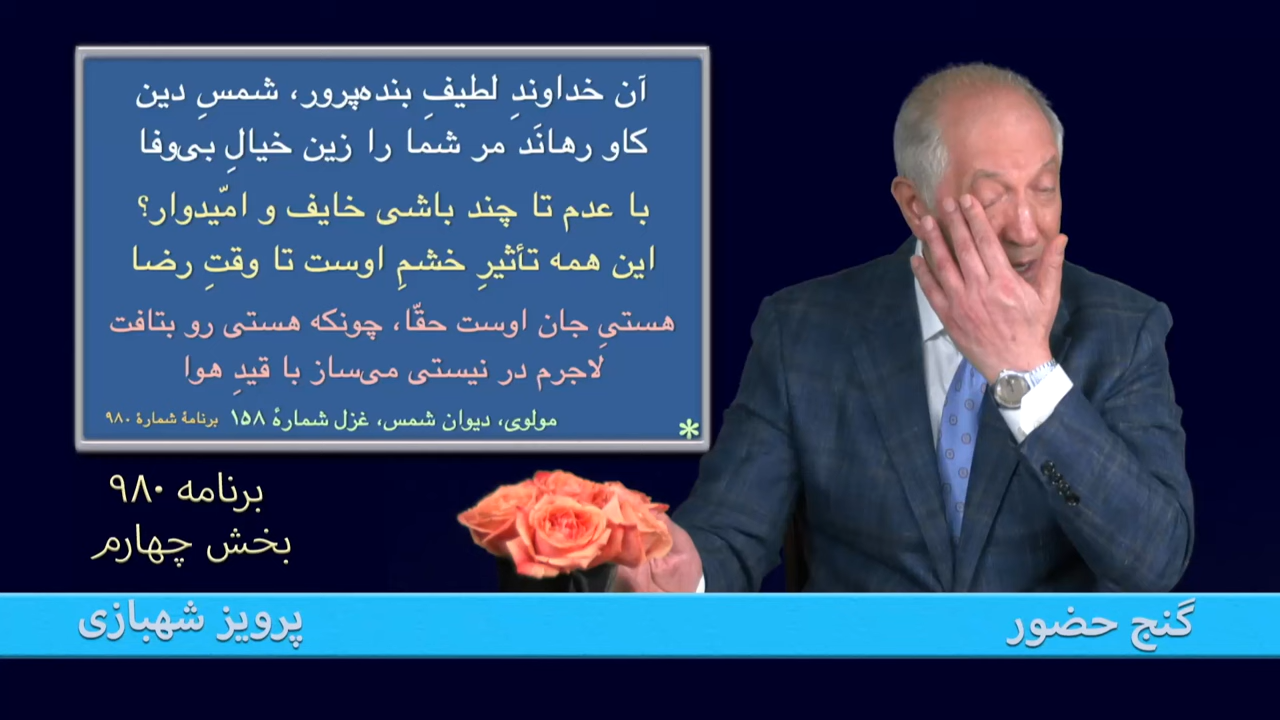 آن خداوندِ لطیفِ بنده‌پرور، شمسِ دین
کاو رهانَد مر شما را زین خیالِ بی‌وفا
با عدم تا چند باشی خایف و امّیدوار؟
این همه تأثیرِ خشمِ اوست تا وقتِ رضا
هستیِ جان اوست حقّا، چونکه هستی رو بتافت
لاجرم در نیستی می‌ساز با قیدِ هوا
مولوی، دیوان شمس، غزل شمارهٔ ۱۵۸ برنامهٔ شمارهٔ ۹۸۰
*
برنامه ۹۸۰
بخش چهارم
گنج حضور
پرویز شهبازی